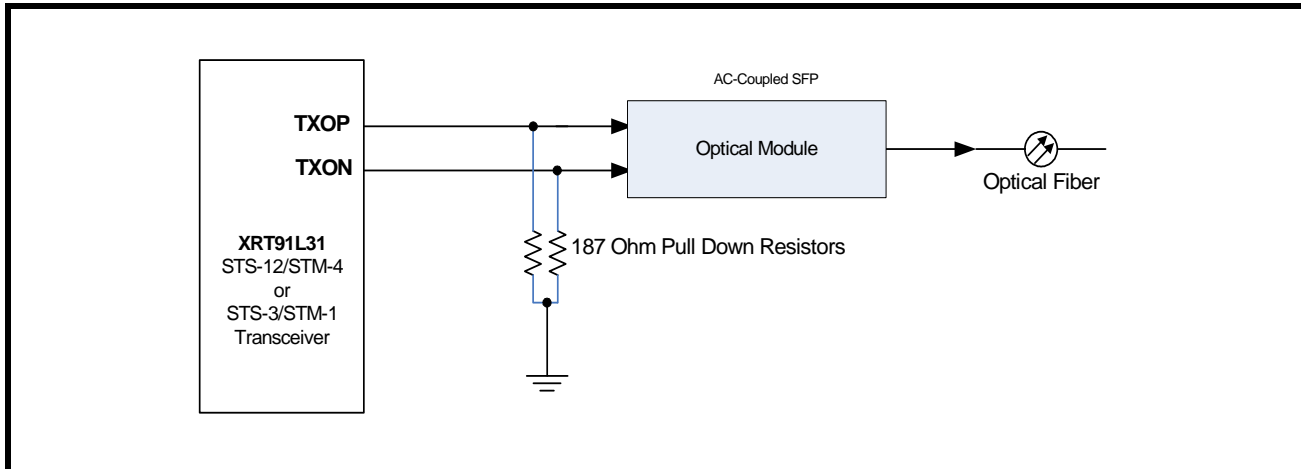 AC-Coupled SFP
TXOP
Optical Module
TXON
Optical Fiber
XRT91L31
STS-12/STM-4
or
STS-3/STM-1
Transceiver
187 Ohm Pull Down Resistors